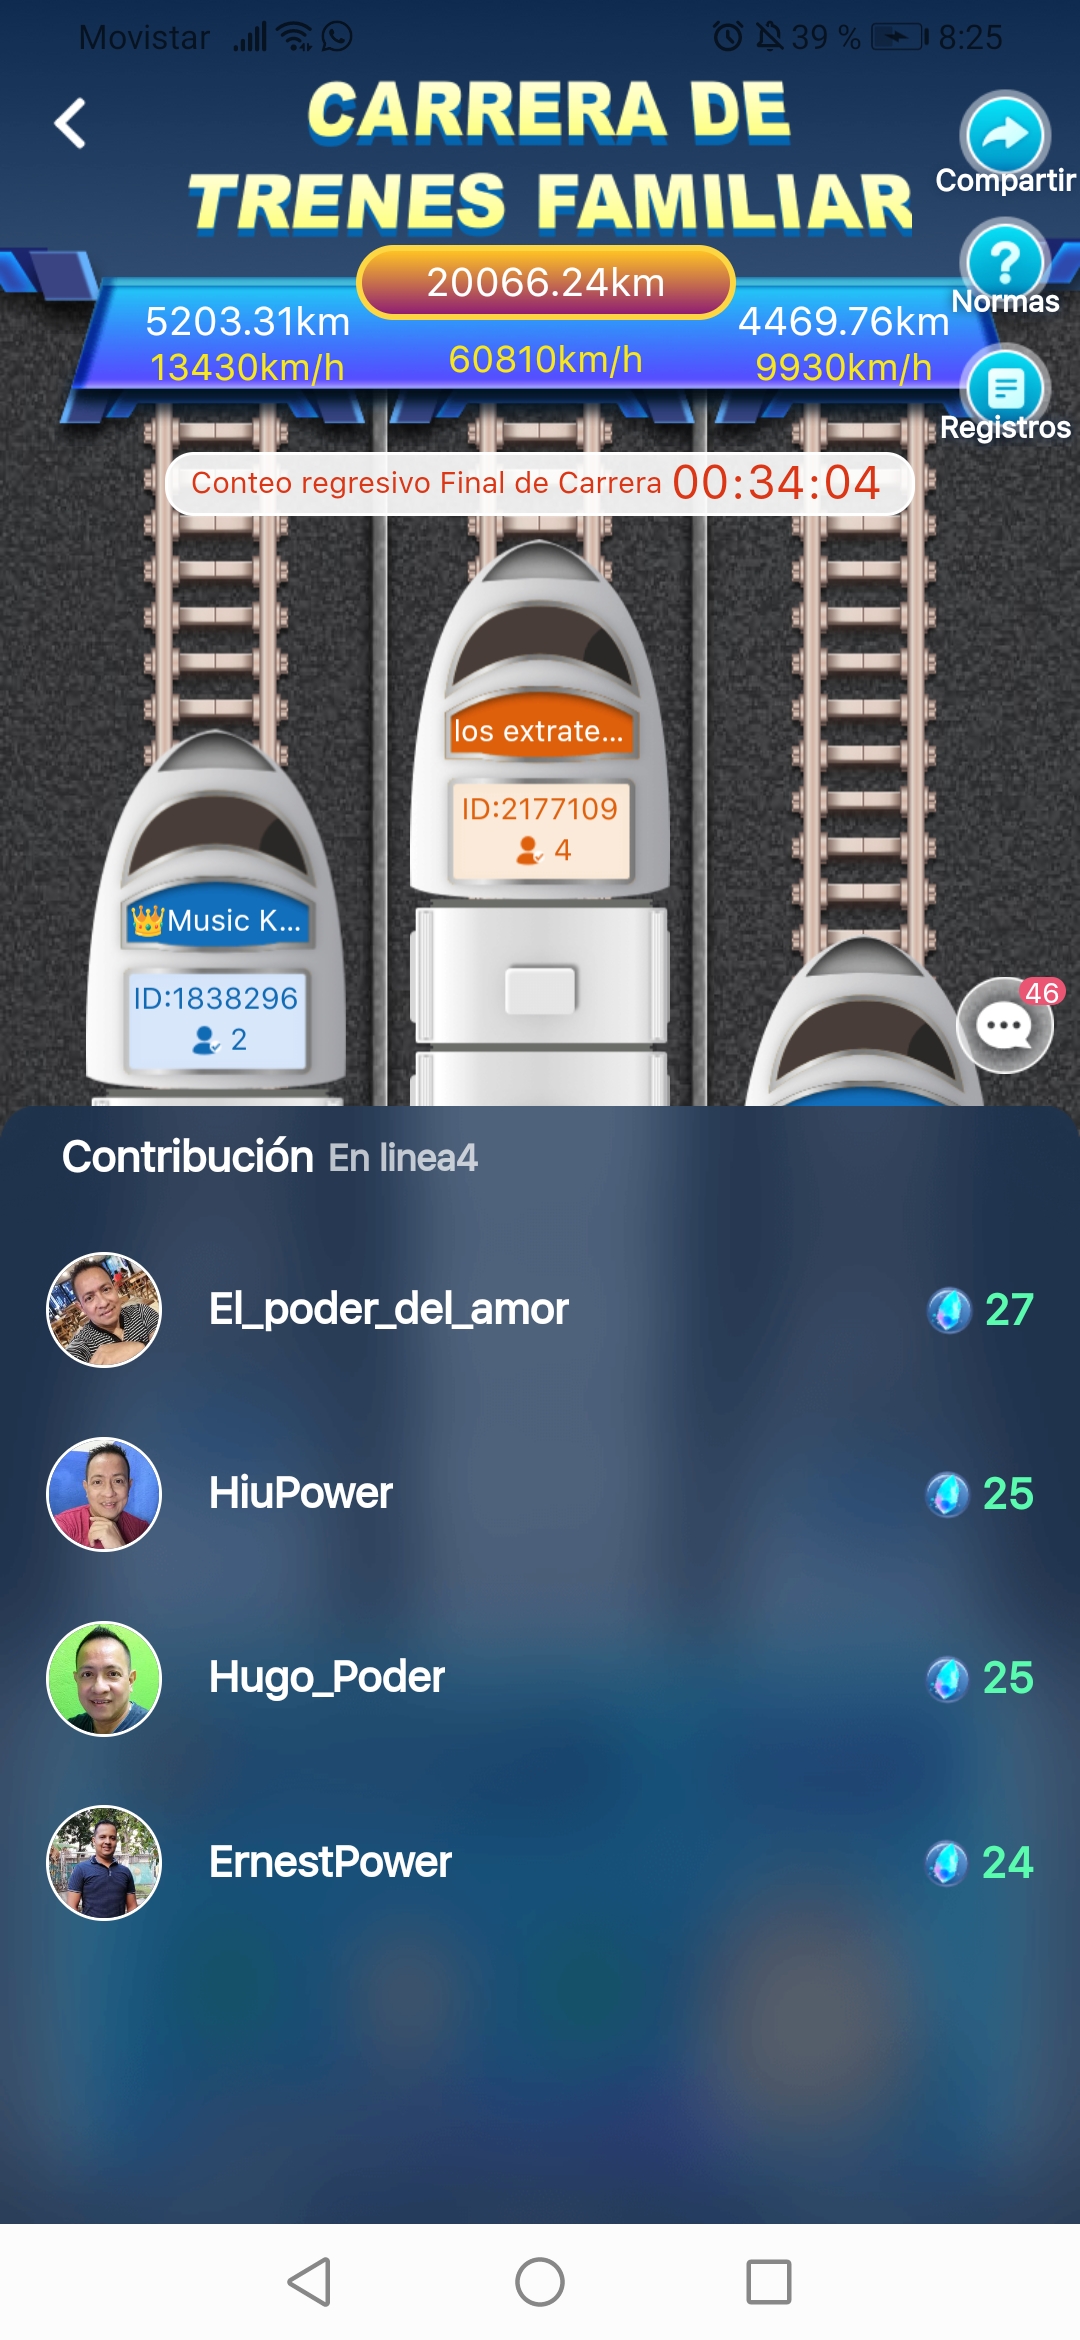 Movistar 39 % 8:25
CARRERA DE
TRENES FAMILIAR
Compartir
Normas
Registros
20066.24km
5203.31km
4469.76km
13430km/h
60810km/h
9930km/h
Conteo regresivo Final de Carrera 00:34:04
los extrate...
ID:2177109
4
👑Music K...
ID:1838296
2
46
Contribución En linea4
El_poder_del_amor 27
HiuPower 25
Hugo_Poder 25
ErnestPower 24